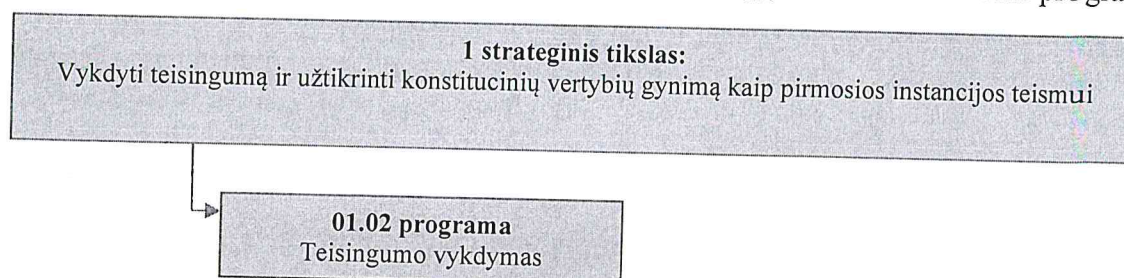 1 strateginis tikslas:
Vykdyti teisingumą ir užtikrinti konstitucinių vertybių gynimą kaip pirmosios instancijos teismui
01.02 programa
Teisingumo vykdymas